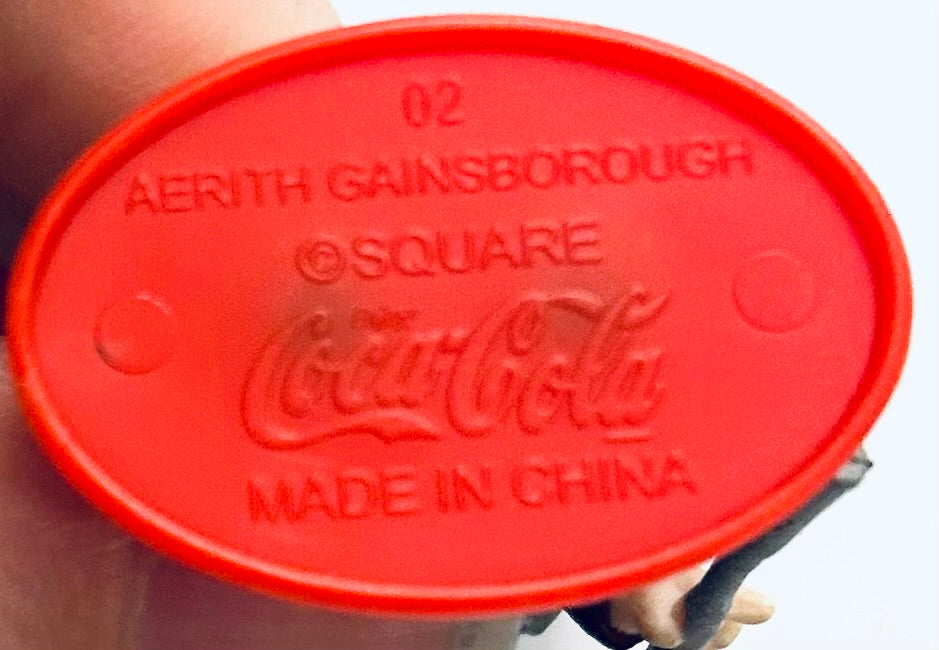 02
AERITH GAINSBOROUGH
©SQUARE
Coca-Cola
MADE IN CHINA